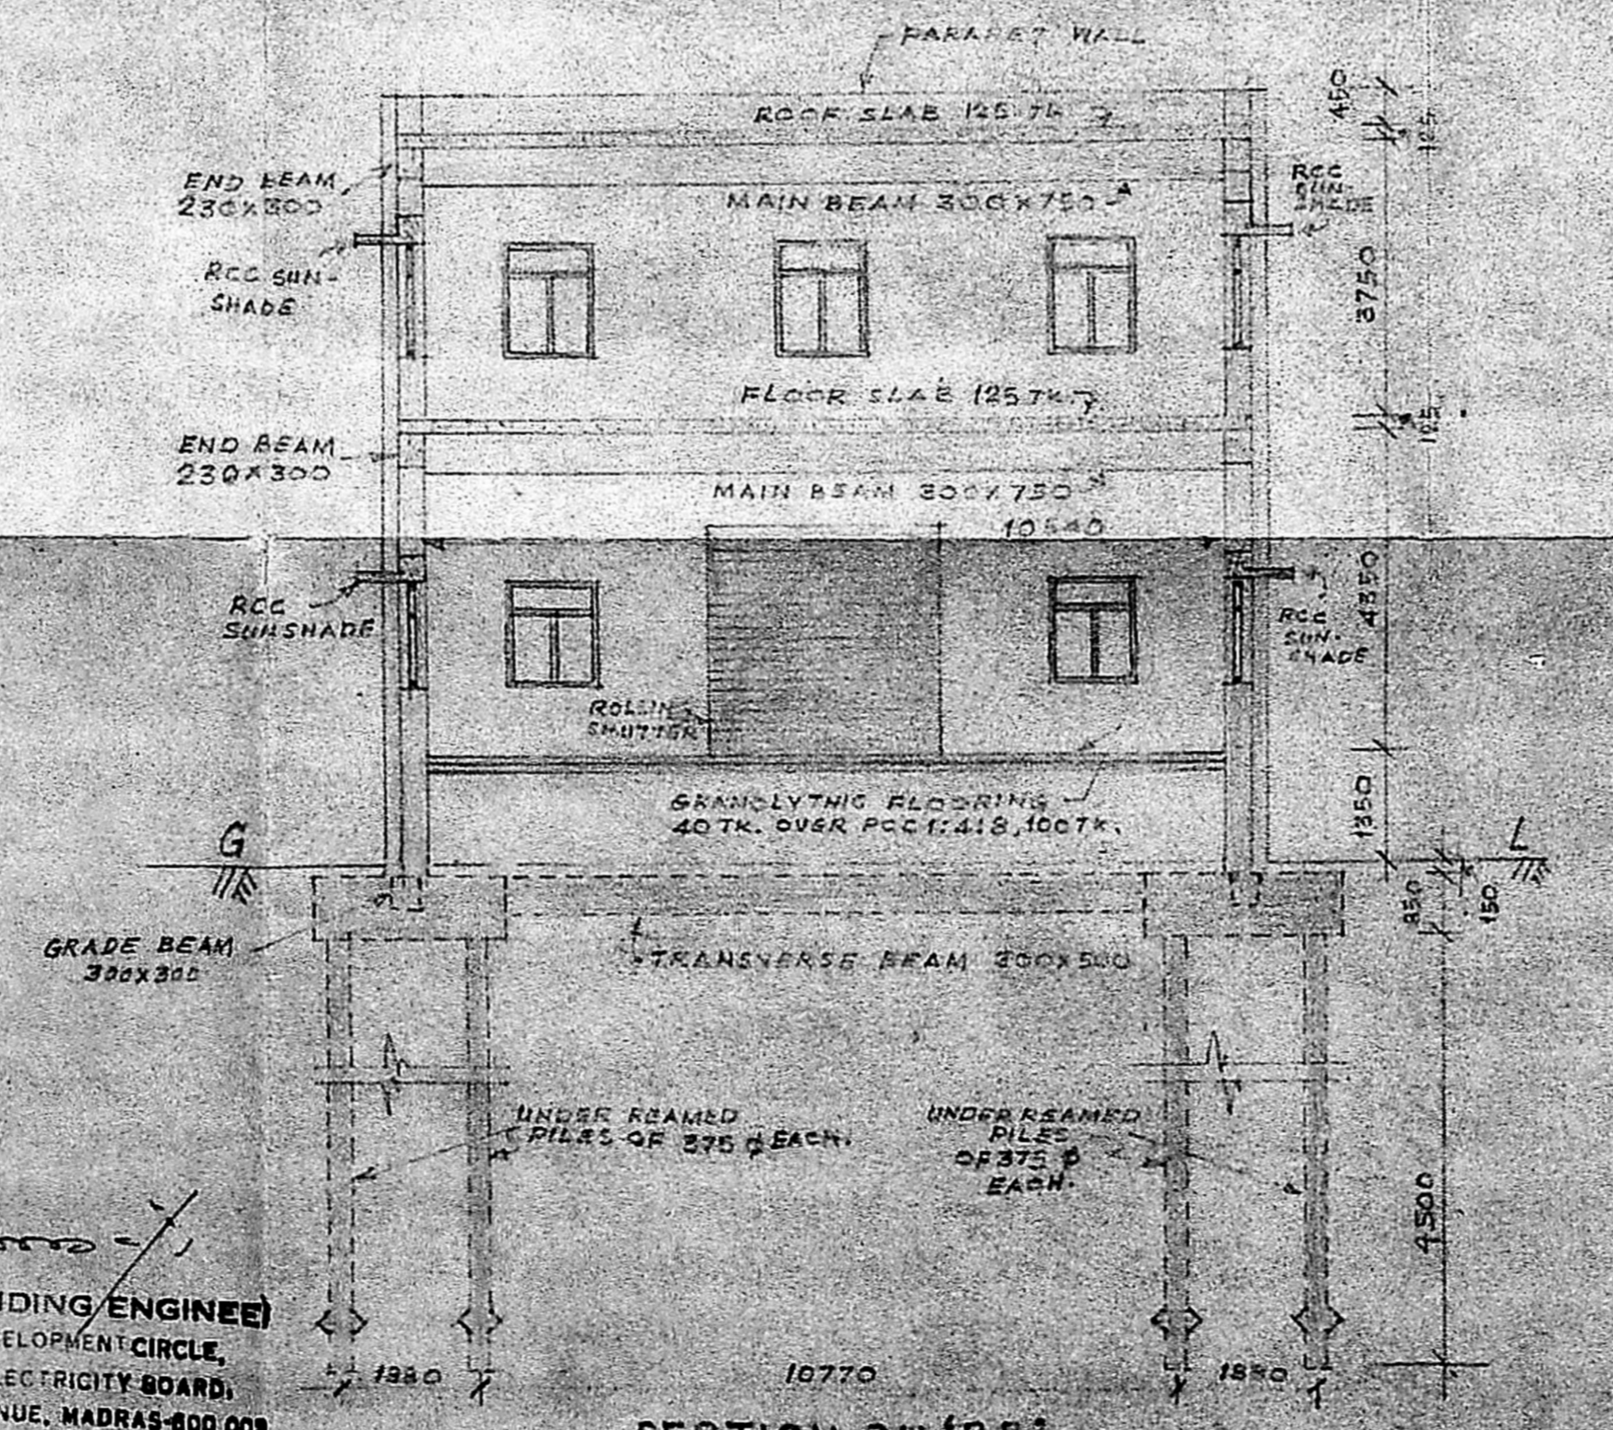 PARAPET WALL
450
ROOF SLAB 125 TK
125
END BEAM
230X300
RCC
SUN-
SHADE
MAIN BEAM 300X750
RCC SUN-
SHADE
3750
FLOOR SLAB 125 TK
125
END BEAM
230X300
MAIN BEAM 300X750
10540
4350
RCC
SUNSHADE
RCC
SUN-
SHADE
ROLLIN
SHUTTER
GRANOLYTHIC FLOORING
40 TK. OVER PCC 1:4:8, 100 TK.
1350
G
L
850
150
GRADE BEAM
300X300
TRANSVERSE BEAM 300X500
UNDER REAMED
PILES OF 375 φ EACH.
UNDER REAMED
PILES
OF 375 φ
EACH.
4500
DING ENGINEE)
ELOPMENT CIRCLE,
LECTRICITY BOARD,
NUE, MADRAS-600 009
1880
10770
1880